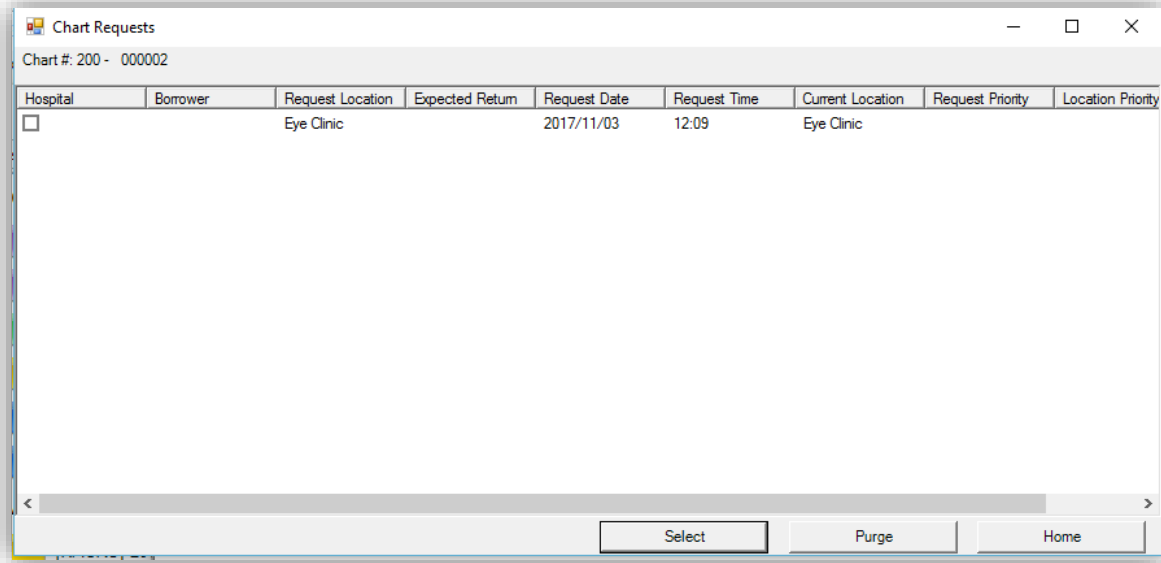 Chart Requests
Chart #: 200 - 000002
Hospital Borrower Request Location Expected Return Request Date Request Time Current Location Request Priority Location Priority
Eye Clinic 2017/11/03 12:09 Eye Clinic
Select Purge Home